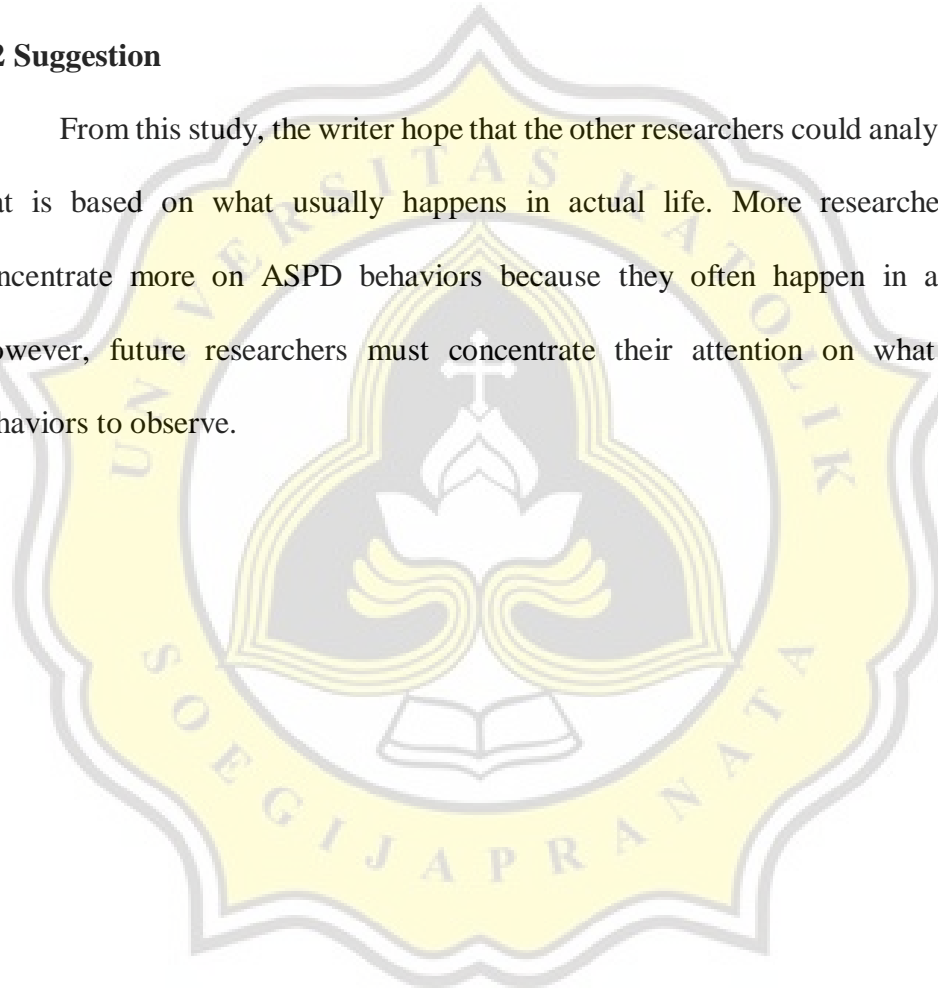 2 Suggestion
From this study, the writer hope that the other researchers could analy
at is based on what usually happens in actual life. More researche
ncentrate more on ASPD behaviors because they often happen in a
owever, future researchers must concentrate their attention on what
haviors to observe.
UNIVERSITAS KATOLIK
SOEGIJAPRANATA